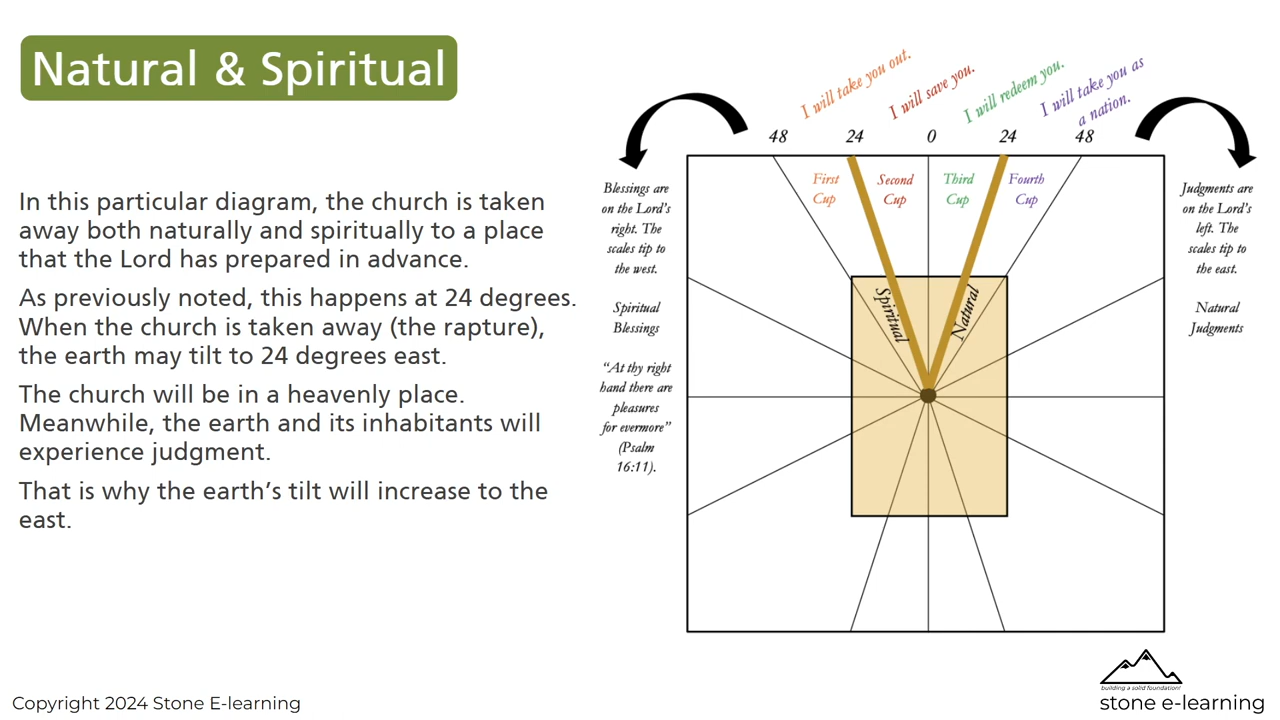 Natural & Spiritual
In this particular diagram, the church is taken
away both naturally and spiritually to a place
that the Lord has prepared in advance.
As previously noted, this happens at 24 degrees.
When the church is taken away (the rapture),
the earth may tilt to 24 degrees east.
The church will be in a heavenly place.
Meanwhile, the earth and its inhabitants will
experience judgment.
That is why the earth’s tilt will increase to the
east.
I will take you out.
I will save you.
I will redeem you.
I will take you as
a nation.
48
24
0
24
48
First
Cup
Second
Cup
Third
Cup
Fourth
Cup
Spiritual
Natural
Blessings are
on the Lord’s
right. The
scales tip to
the west.
Spiritual
Blessings
“At thy right
hand there are
pleasures
for evermore”
(Psalm
16:11).
Judgments are
on the Lord’s
left. The
scales tip to
the east.
Natural
Judgments
Copyright 2024 Stone E-learning
building a solid foundation!
stone e-learning